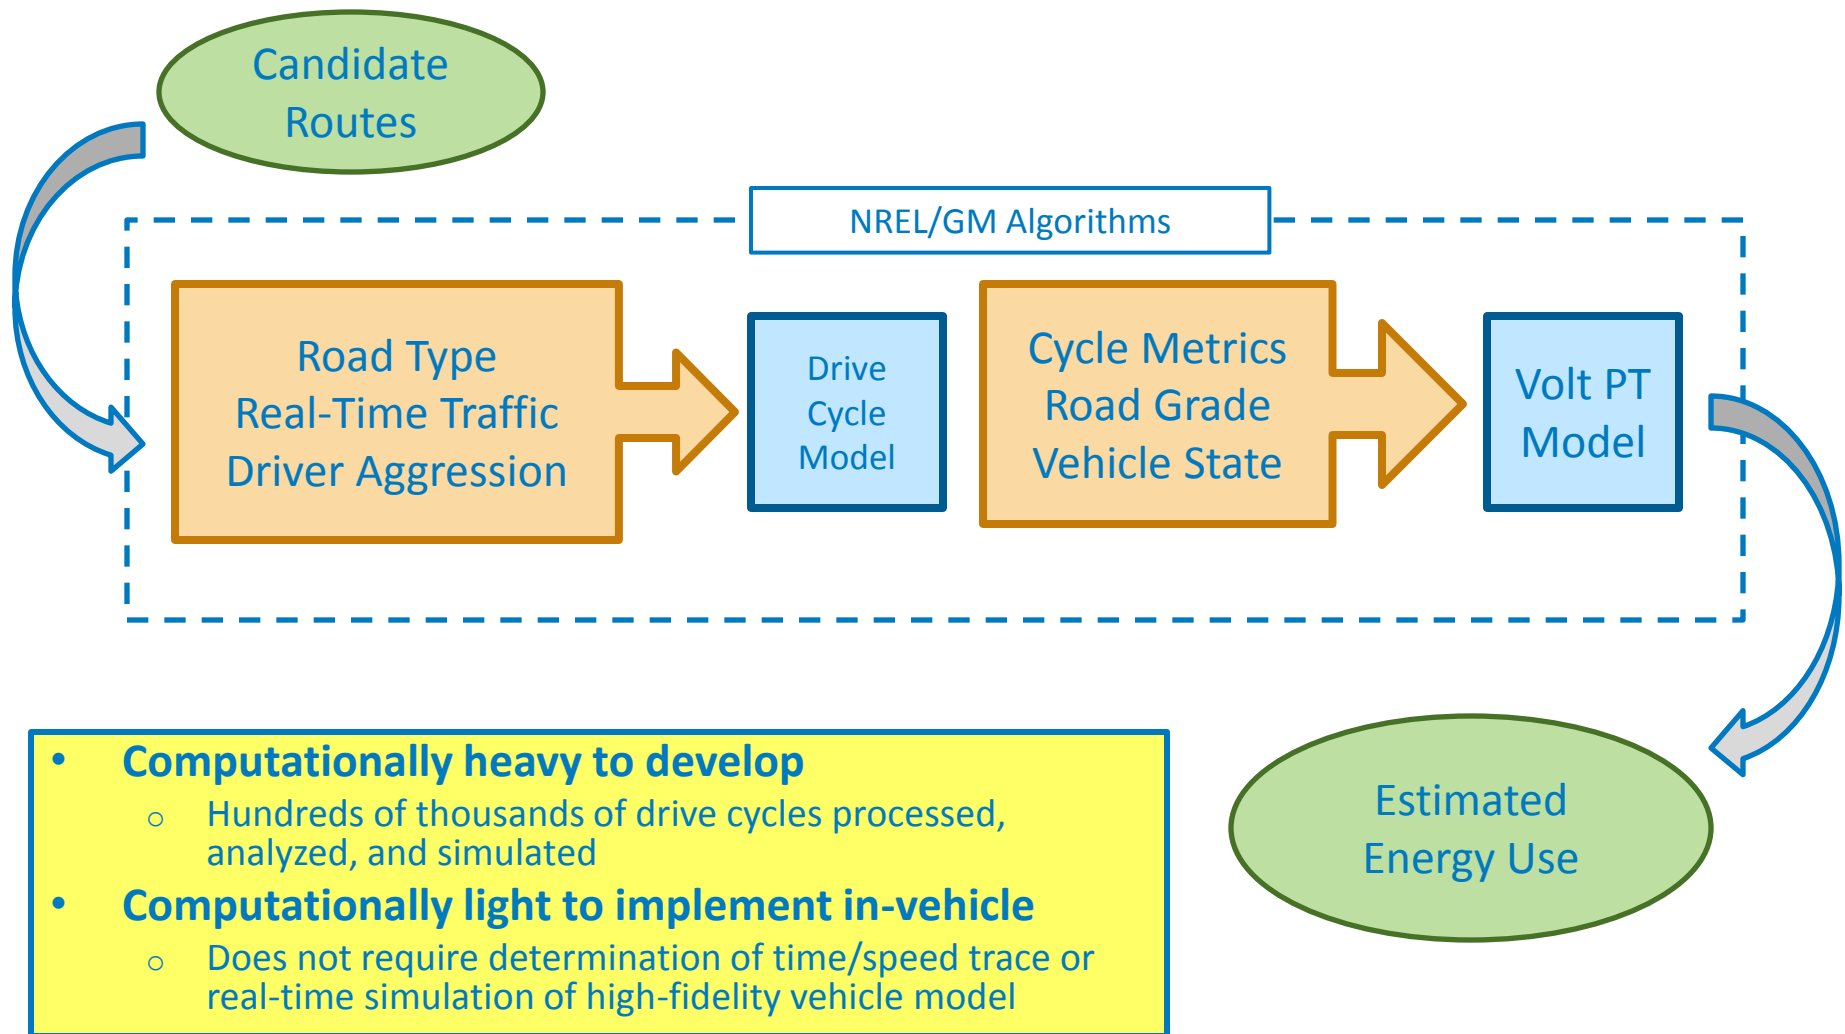 Candidate
Routes
NREL/GM Algorithms
Road Type
Real-Time Traffic
Driver Aggression
Drive
Cycle
Model
Cycle Metrics
Road Grade
Vehicle State
Volt PT
Model
• Computationally heavy to develop
o Hundreds of thousands of drive cycles processed,
analyzed, and simulated
• Computationally light to implement in-vehicle
o Does not require determination of time/speed trace or
real-time simulation of high-fidelity vehicle model
Estimated
Energy Use